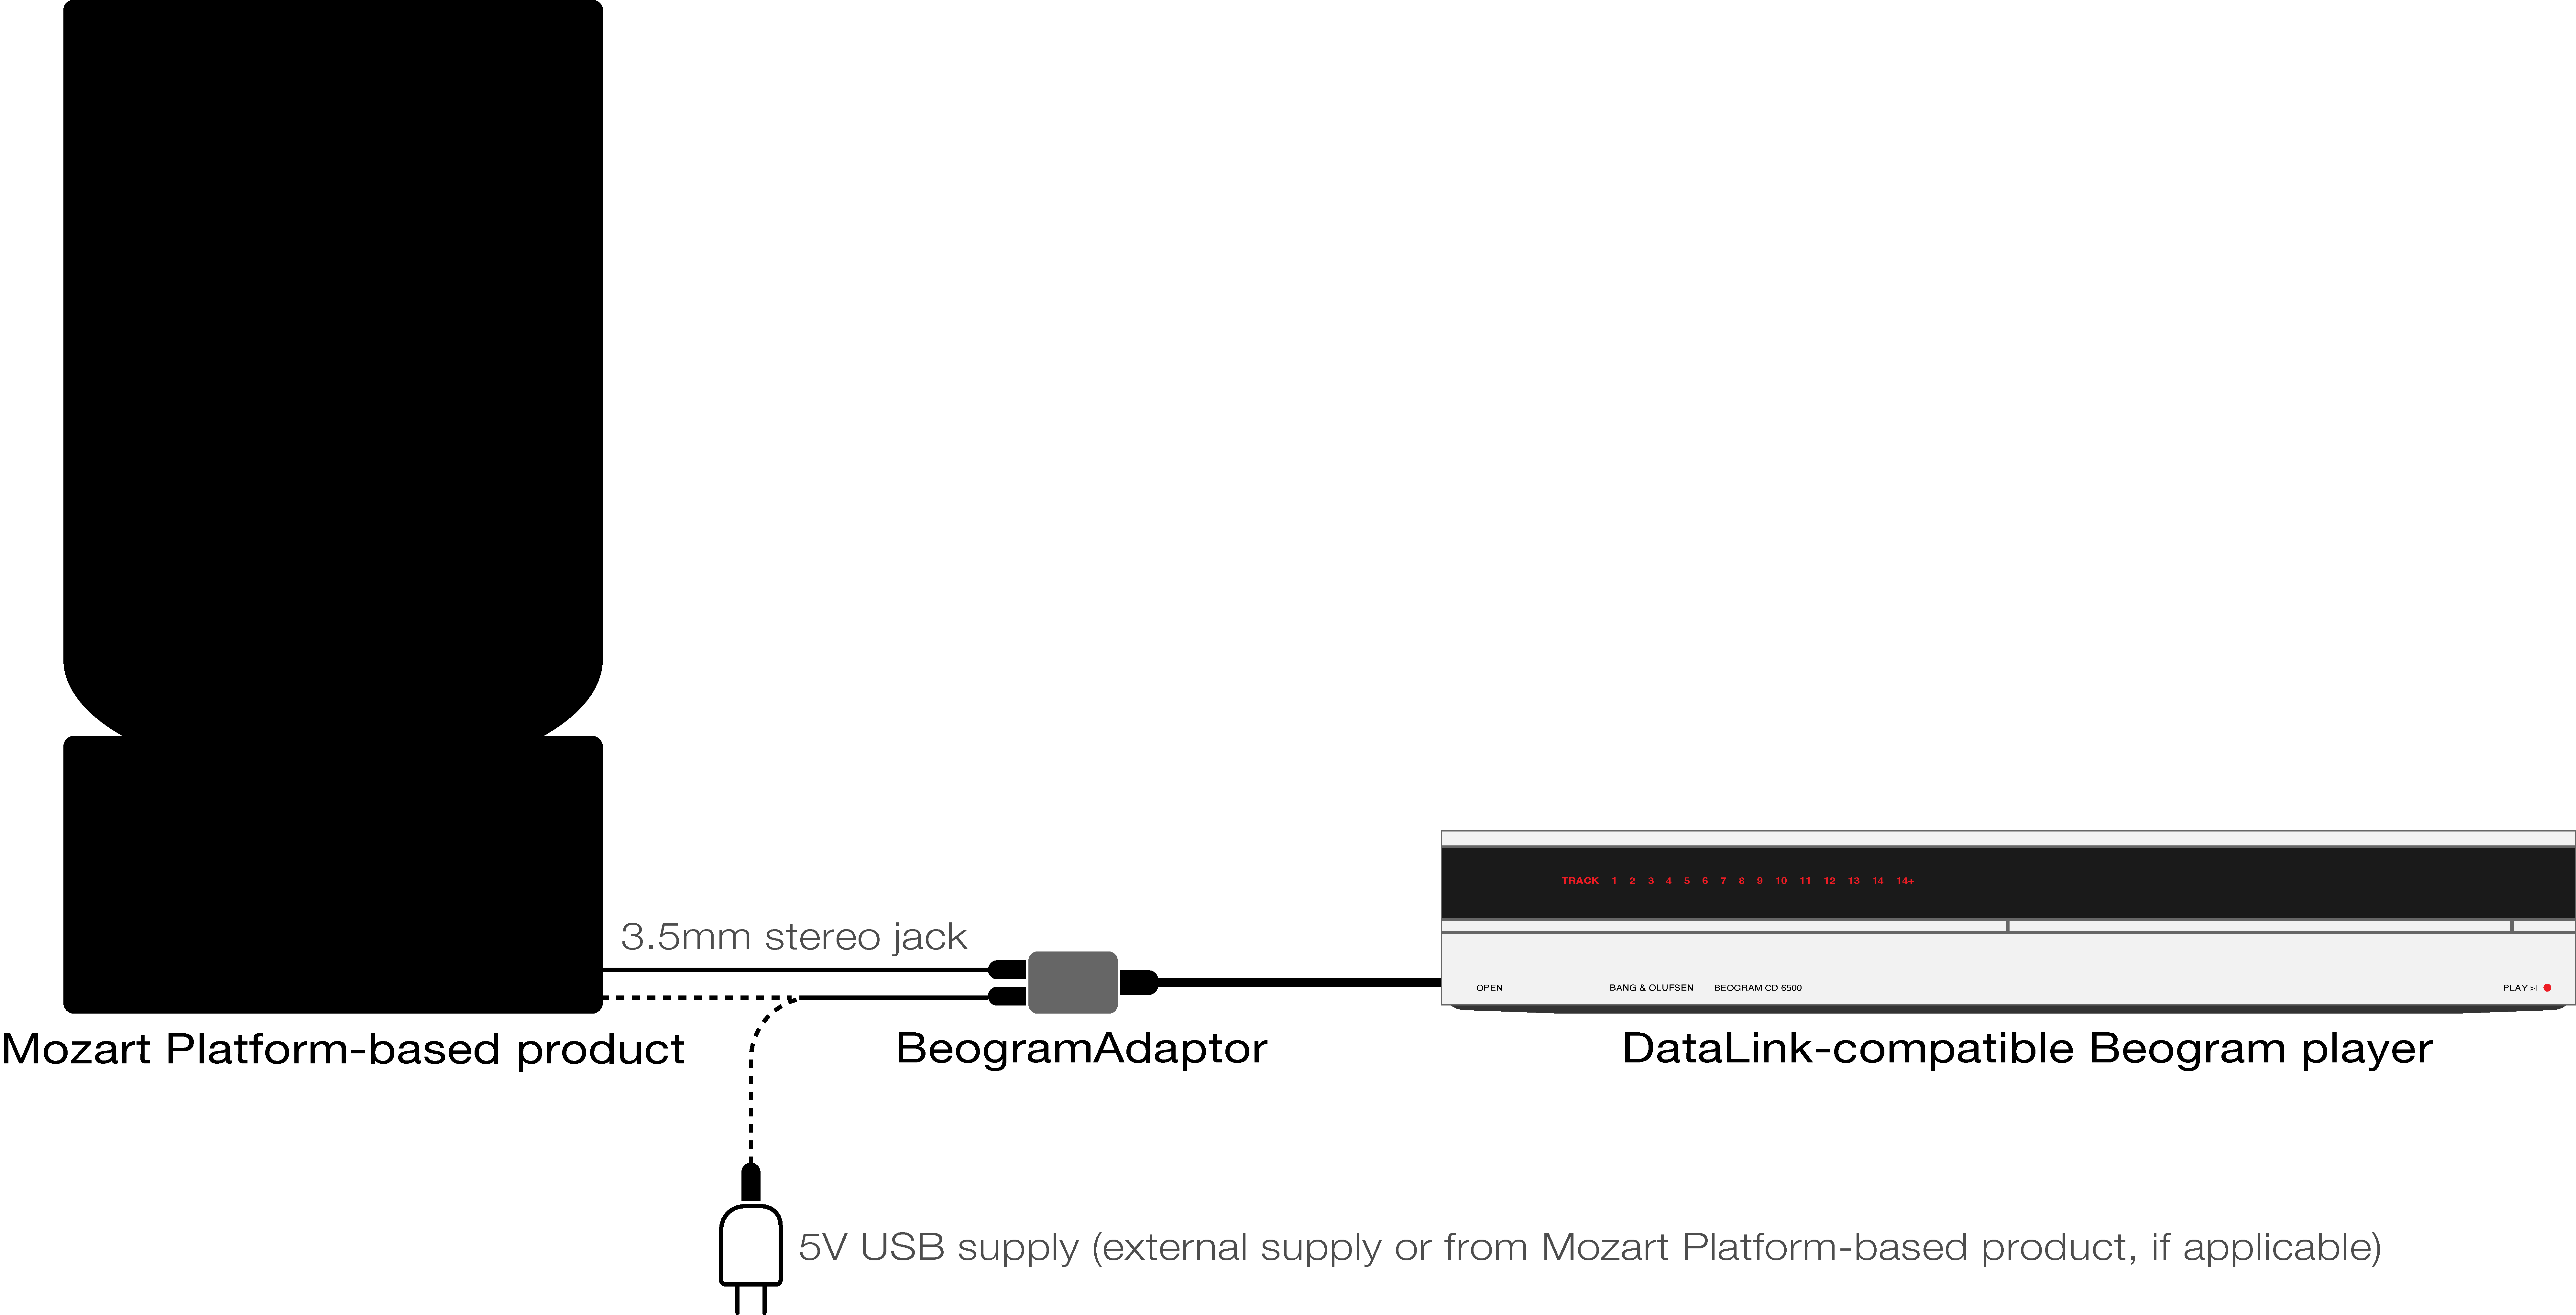 TRACK 1 2 3 4 5 6 7 8 9 10 11 12 13 14 14+
3.5mm stereo jack
OPEN BANG & OLUFSEN BEOGRAM CD 6500 PLAY >I
Mozart Platform-based product BeogramAdaptor DataLink-compatible Beogram player
5V USB supply (external supply or from Mozart Platform-based product, if applicable)